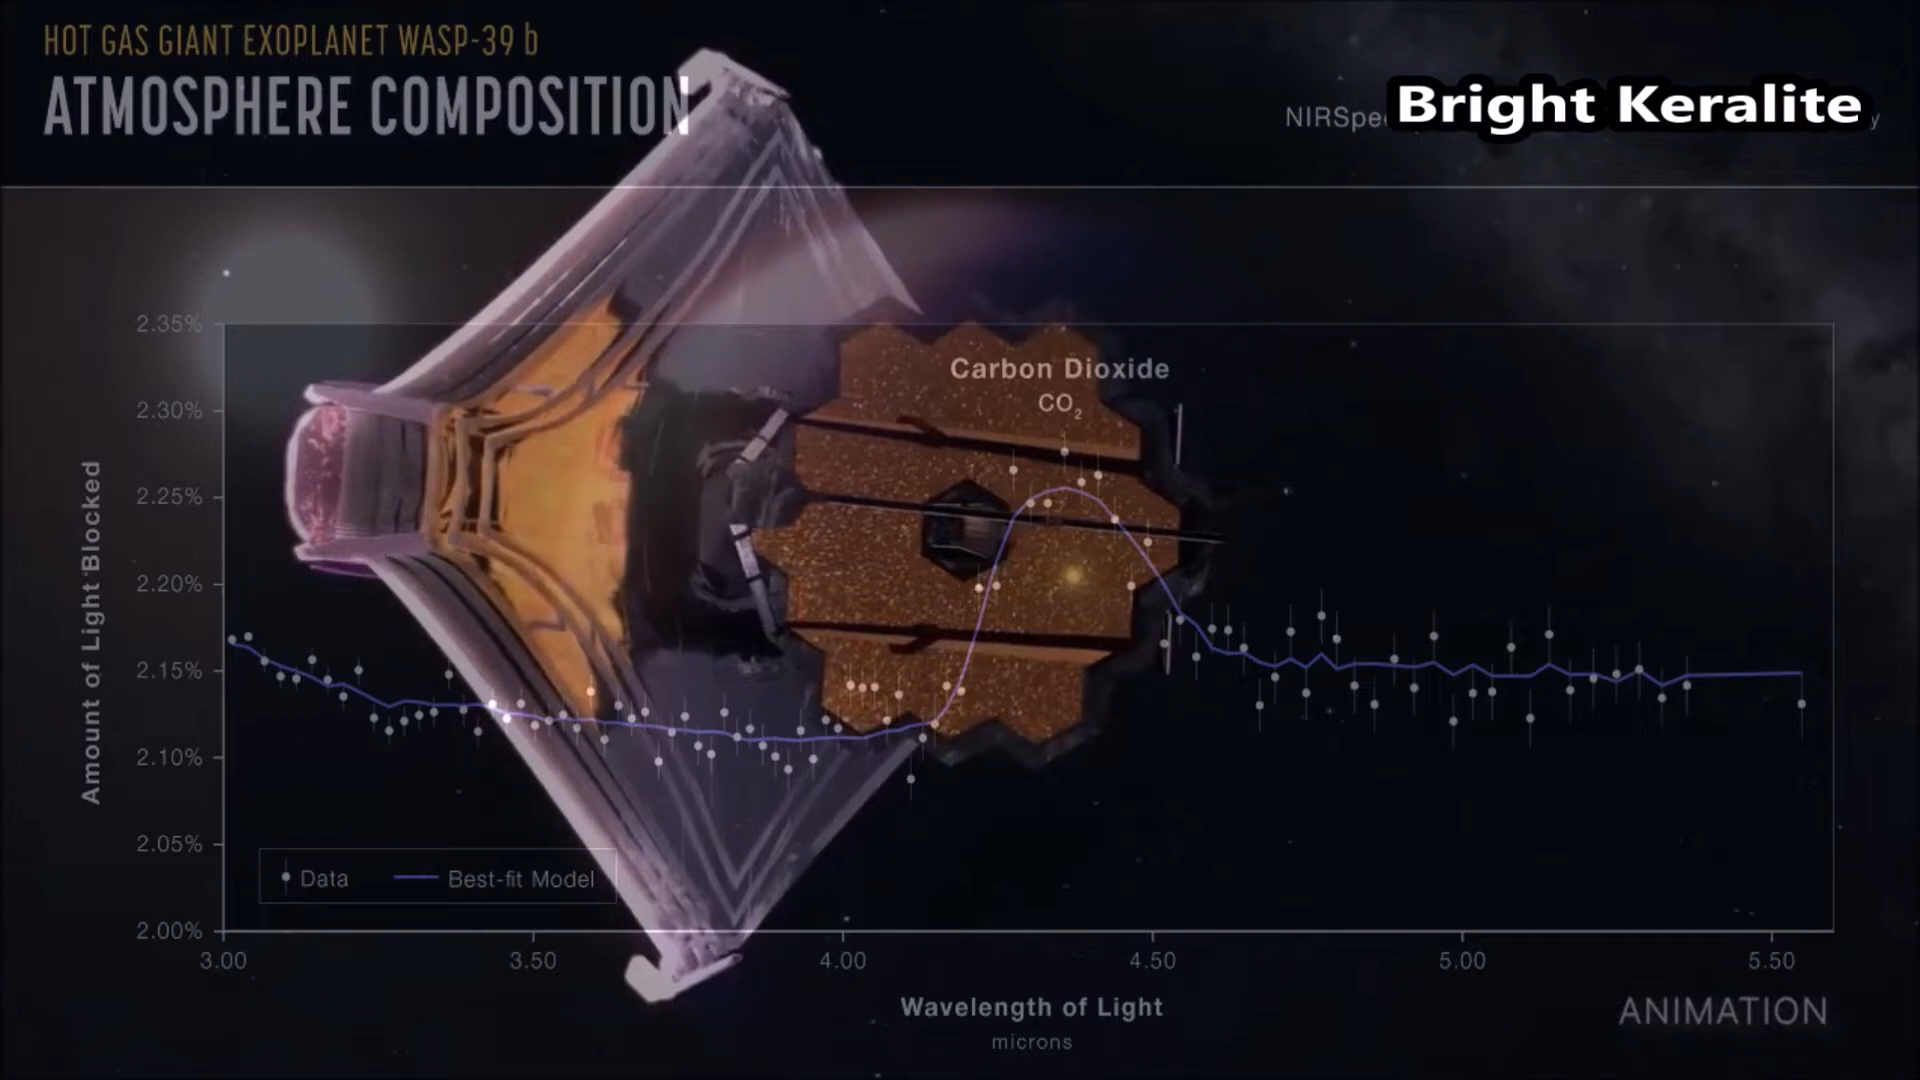 HOT GAS GIANT EXOPLANET WASP-39 b
ATMOSPHERE COMPOSITION
Bright Keralite
2.35%
Carbon Dioxide
CO₂
2.30%
2.25%
2.20%
2.15%
2.10%
2.05%
2.00%
Amount of Light Blocked
Data
Best-fit Model
3.00 3.50 4.00 4.50 5.00 5.50
Wavelength of Light
microns
ANIMATION